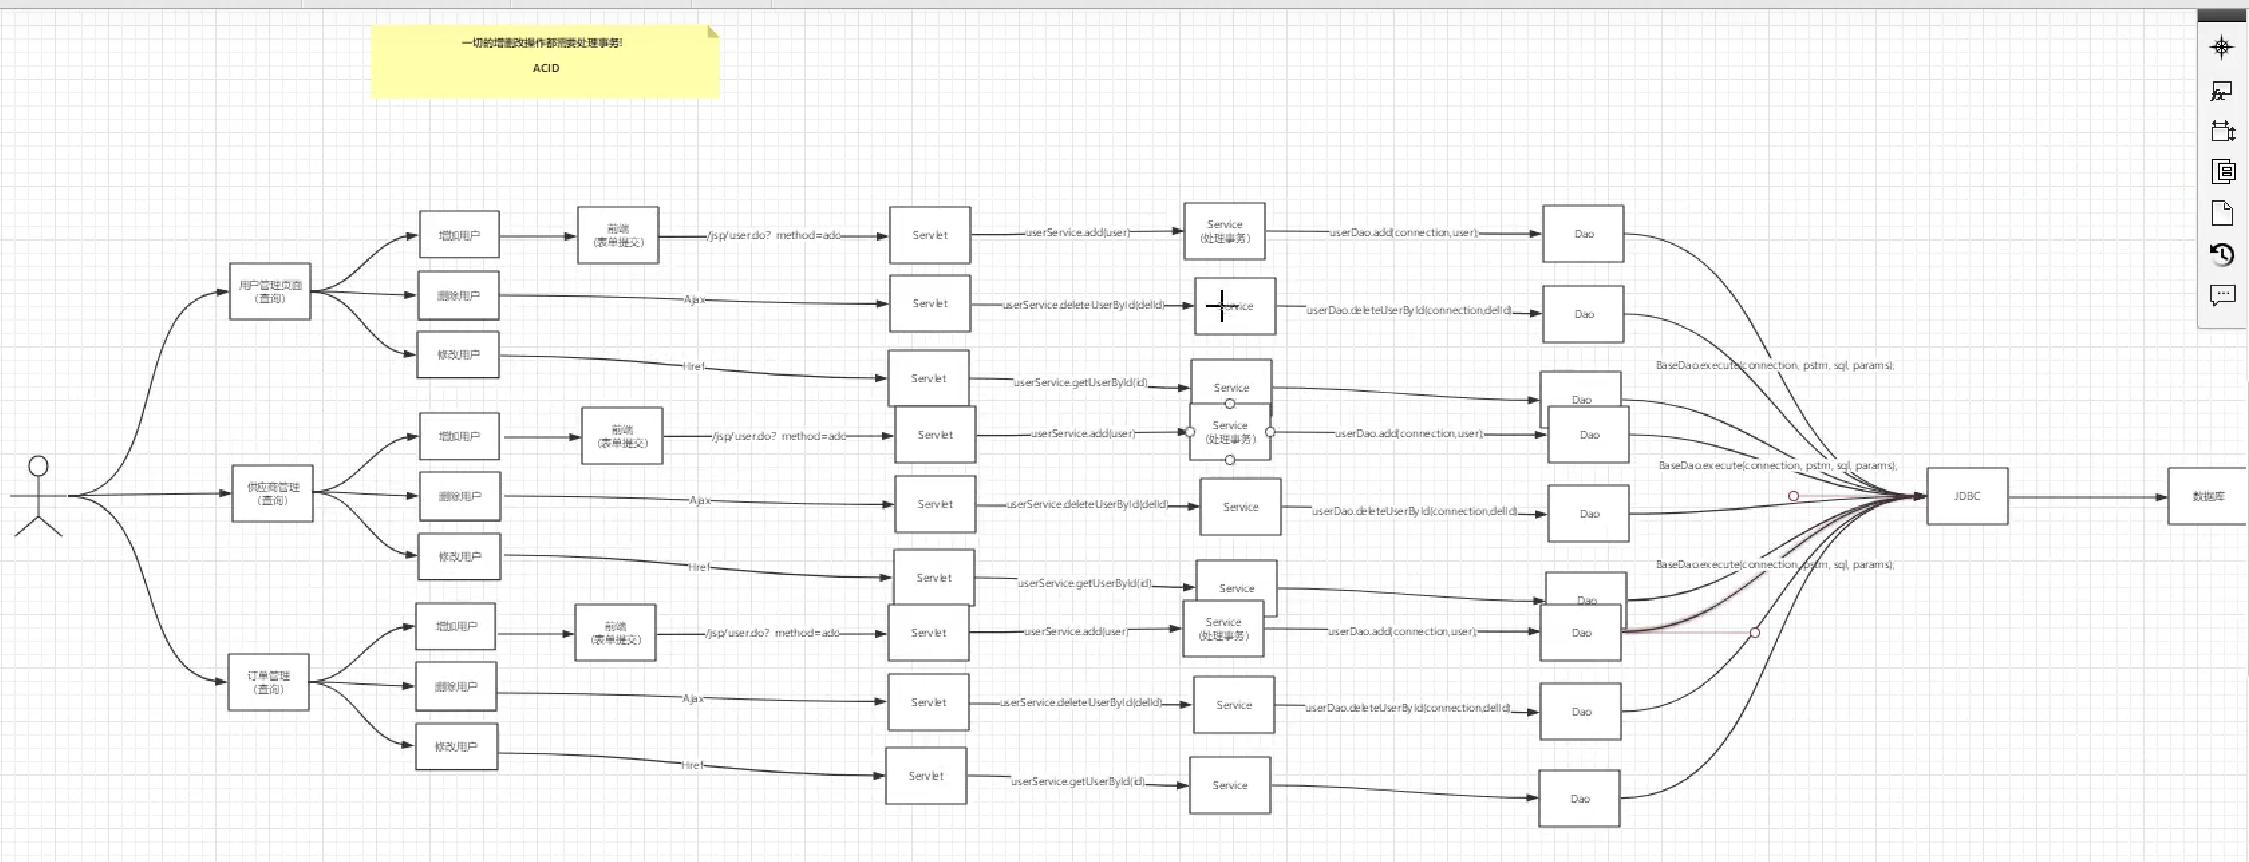 一切的增删改操作都需要处理事务!
ACID
用户管理页面
(查询)
增加用户
前端
(表单提交)
/jsp/user.do? method=add
Servlet
userService.add(user)
Service
(处理事务)
userDao.add(connection,user);
Dao
删除用户
Ajax
Servlet
userService.deleteUserById(delId)
Service
userDao.deleteUserById(connection,delId)
Dao
修改用户
Href
Servlet
userService.getUserById(id)
Service
Dao
BaseDao.execute(connection, pstm, sql, params);
供应商管理
(查询)
增加用户
前端
(表单提交)
/jsp/user.do? method=add
Servlet
userService.add(user)
Service
(处理事务)
userDao.add(connection,user);
Dao
BaseDao.execute(connection, pstm, sql, params);
删除用户
Ajax
Servlet
userService.deleteUserById(delId)
Service
userDao.deleteUserById(connection,delId)
Dao
JDBC
数据库
修改用户
Href
Servlet
userService.getUserById(id)
Service
Dao
BaseDao.execute(connection, pstm, sql, params);
订单管理
(查询)
增加用户
前端
(表单提交)
/jsp/user.do? method=add
Servlet
userService.add(user)
Service
(处理事务)
userDao.add(connection,user);
Dao
删除用户
Ajax
Servlet
userService.deleteUserById(delId)
Service
userDao.deleteUserById(connection,delId)
Dao
修改用户
Href
Servlet
userService.getUserById(id)
Service
Dao